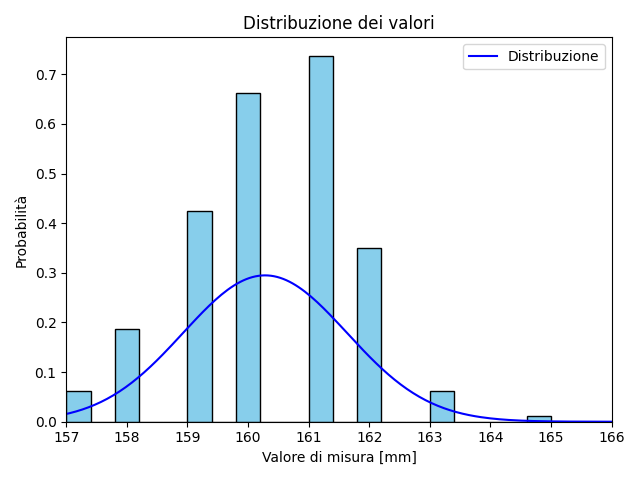 Distribuzione dei valori
Distribuzione
Probabilità
0.7
0.6
0.5
0.4
0.3
0.2
0.1
0.0
157 158 159 160 161 162 163 164 165 166
Valore di misura [mm]